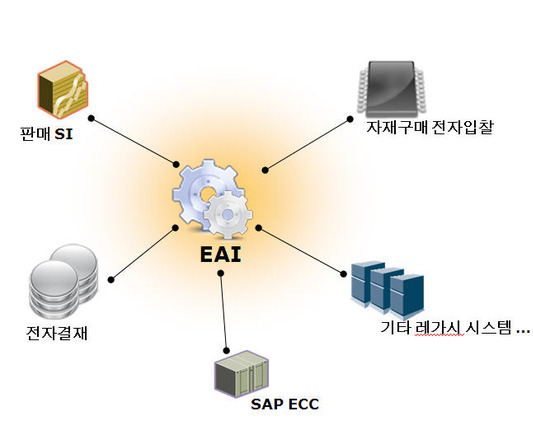 판매 SI
자재구매 전자입찰
EAI
전자결재
기타 레가시 시스템 ...
SAP ECC